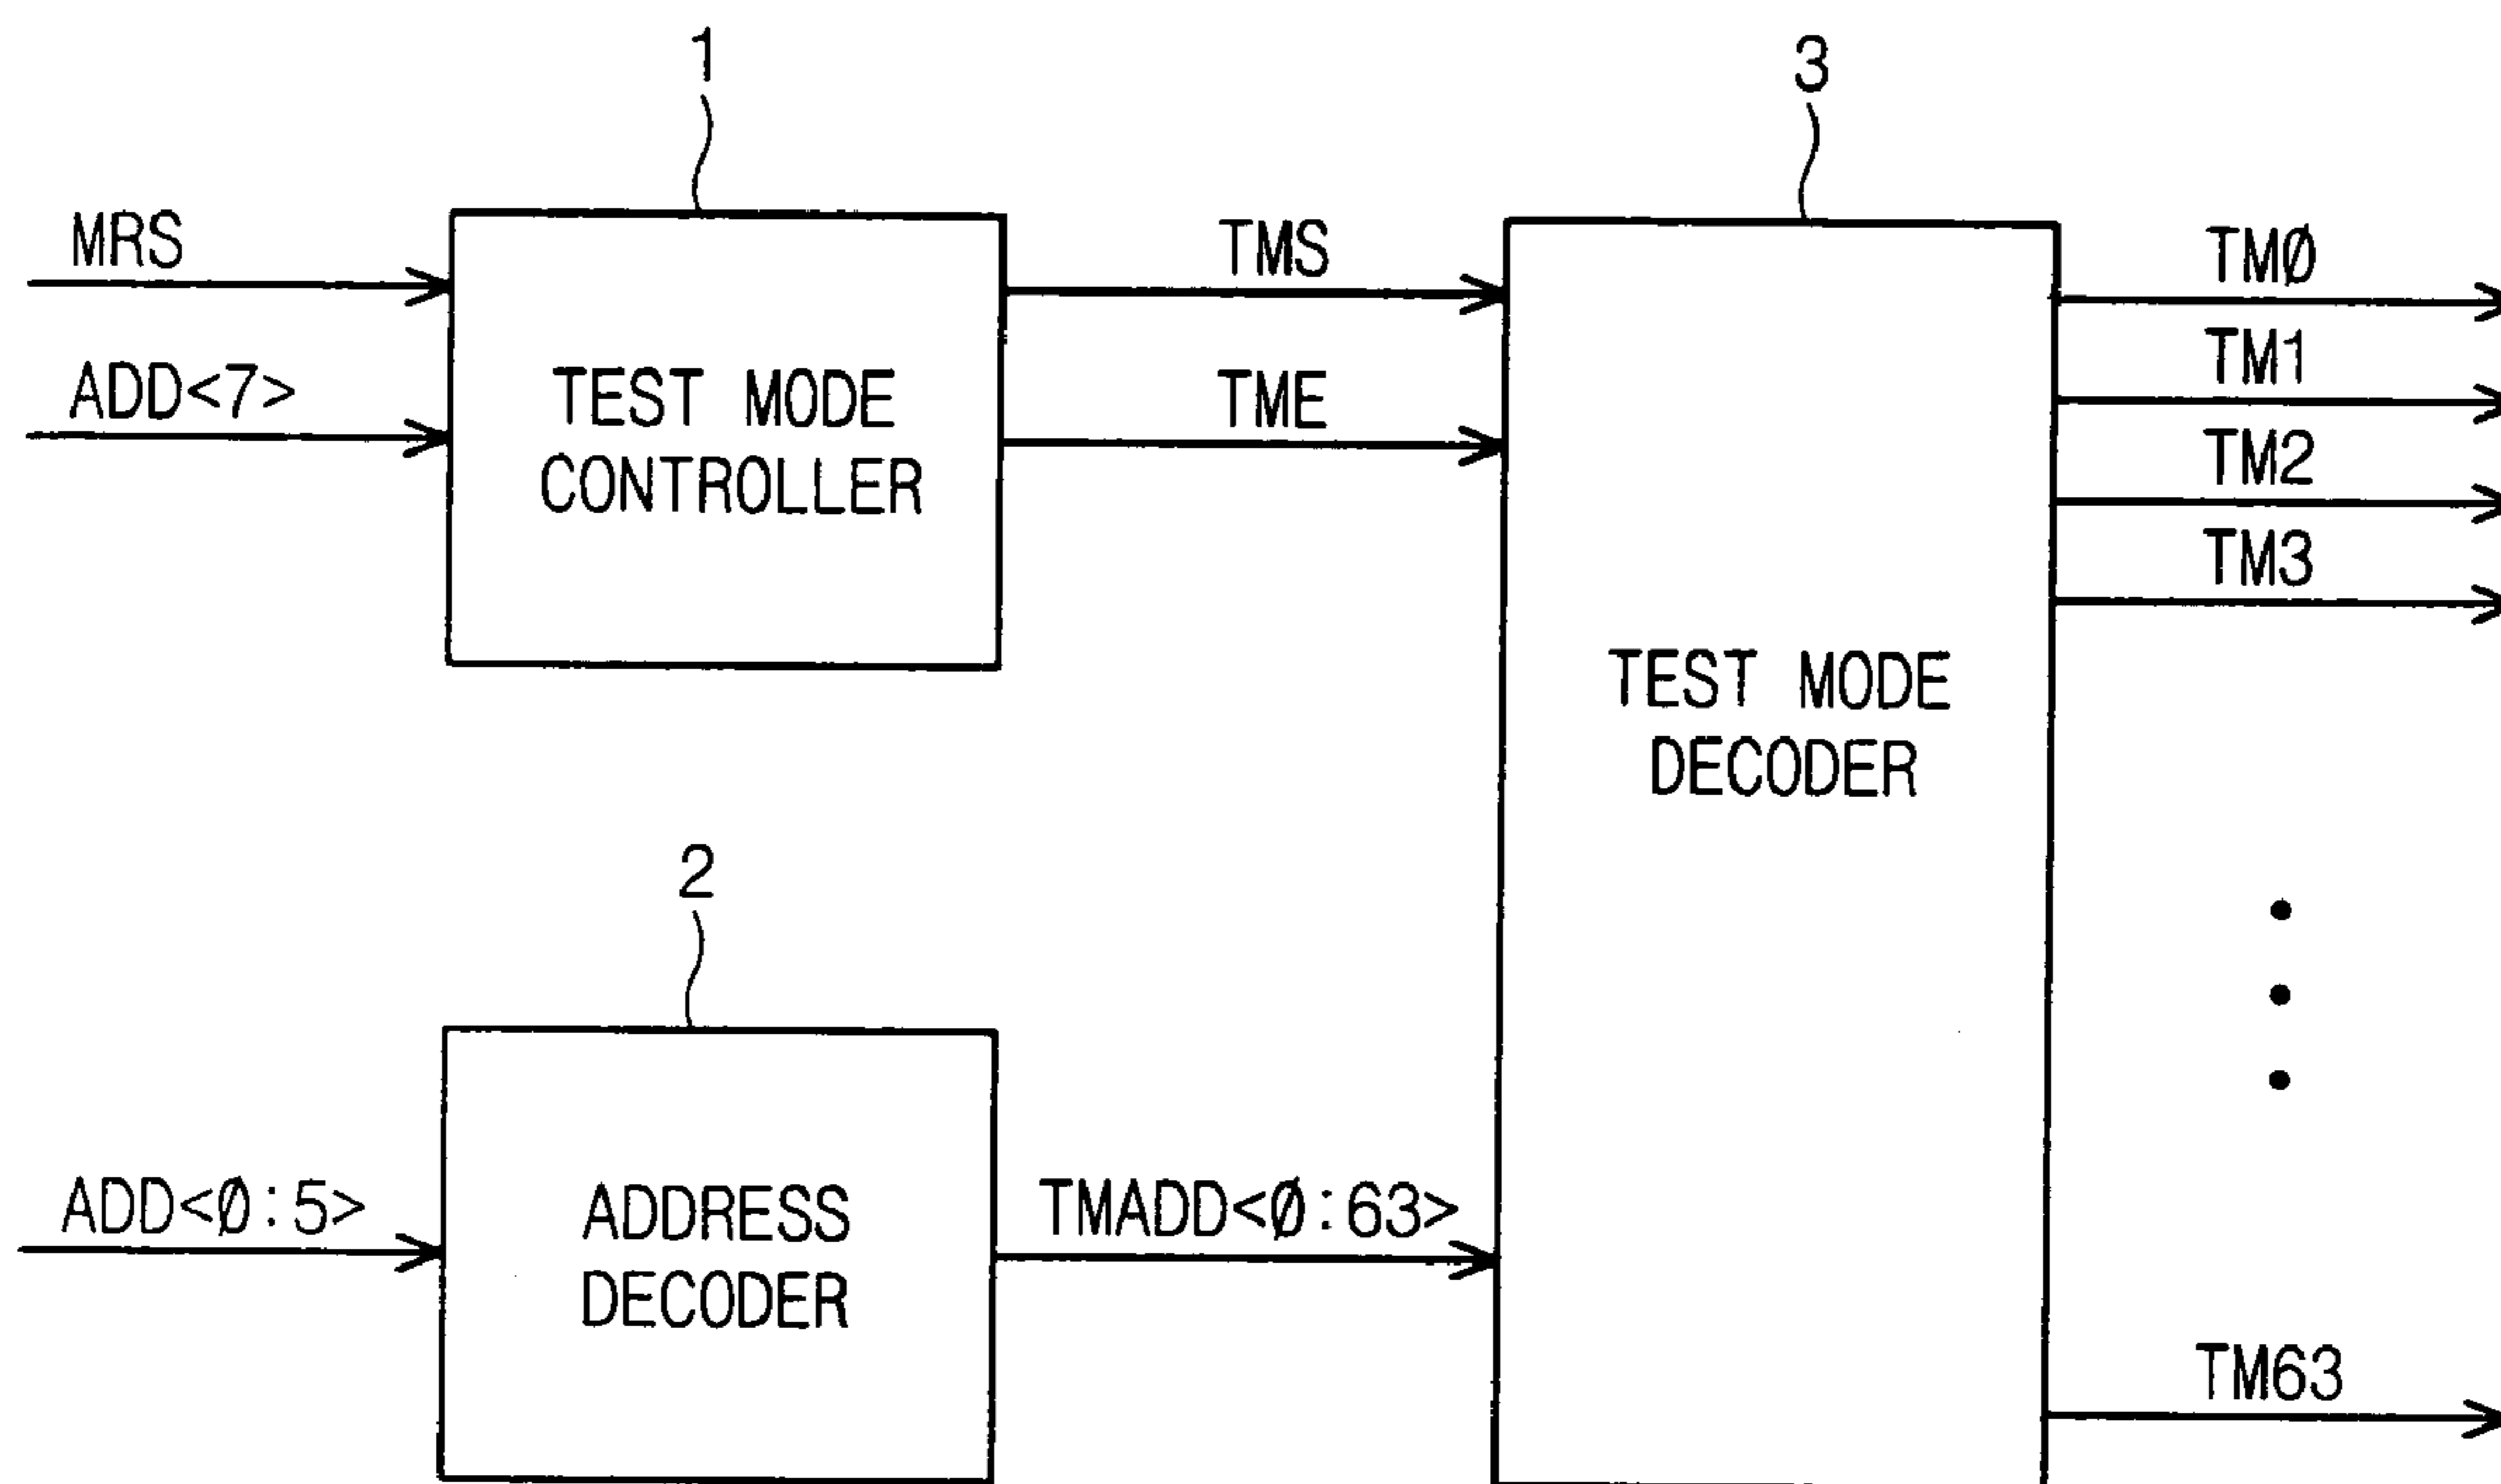 1
3
MRS
TMS
TMØ
TM1
ADD<7>
TEST MODE
CONTROLLER
TME
TM2
TM3
TEST MODE
DECODER
2
ADD<Ø:5>
ADDRESS
DECODER
TMADD<Ø:63>
TM63